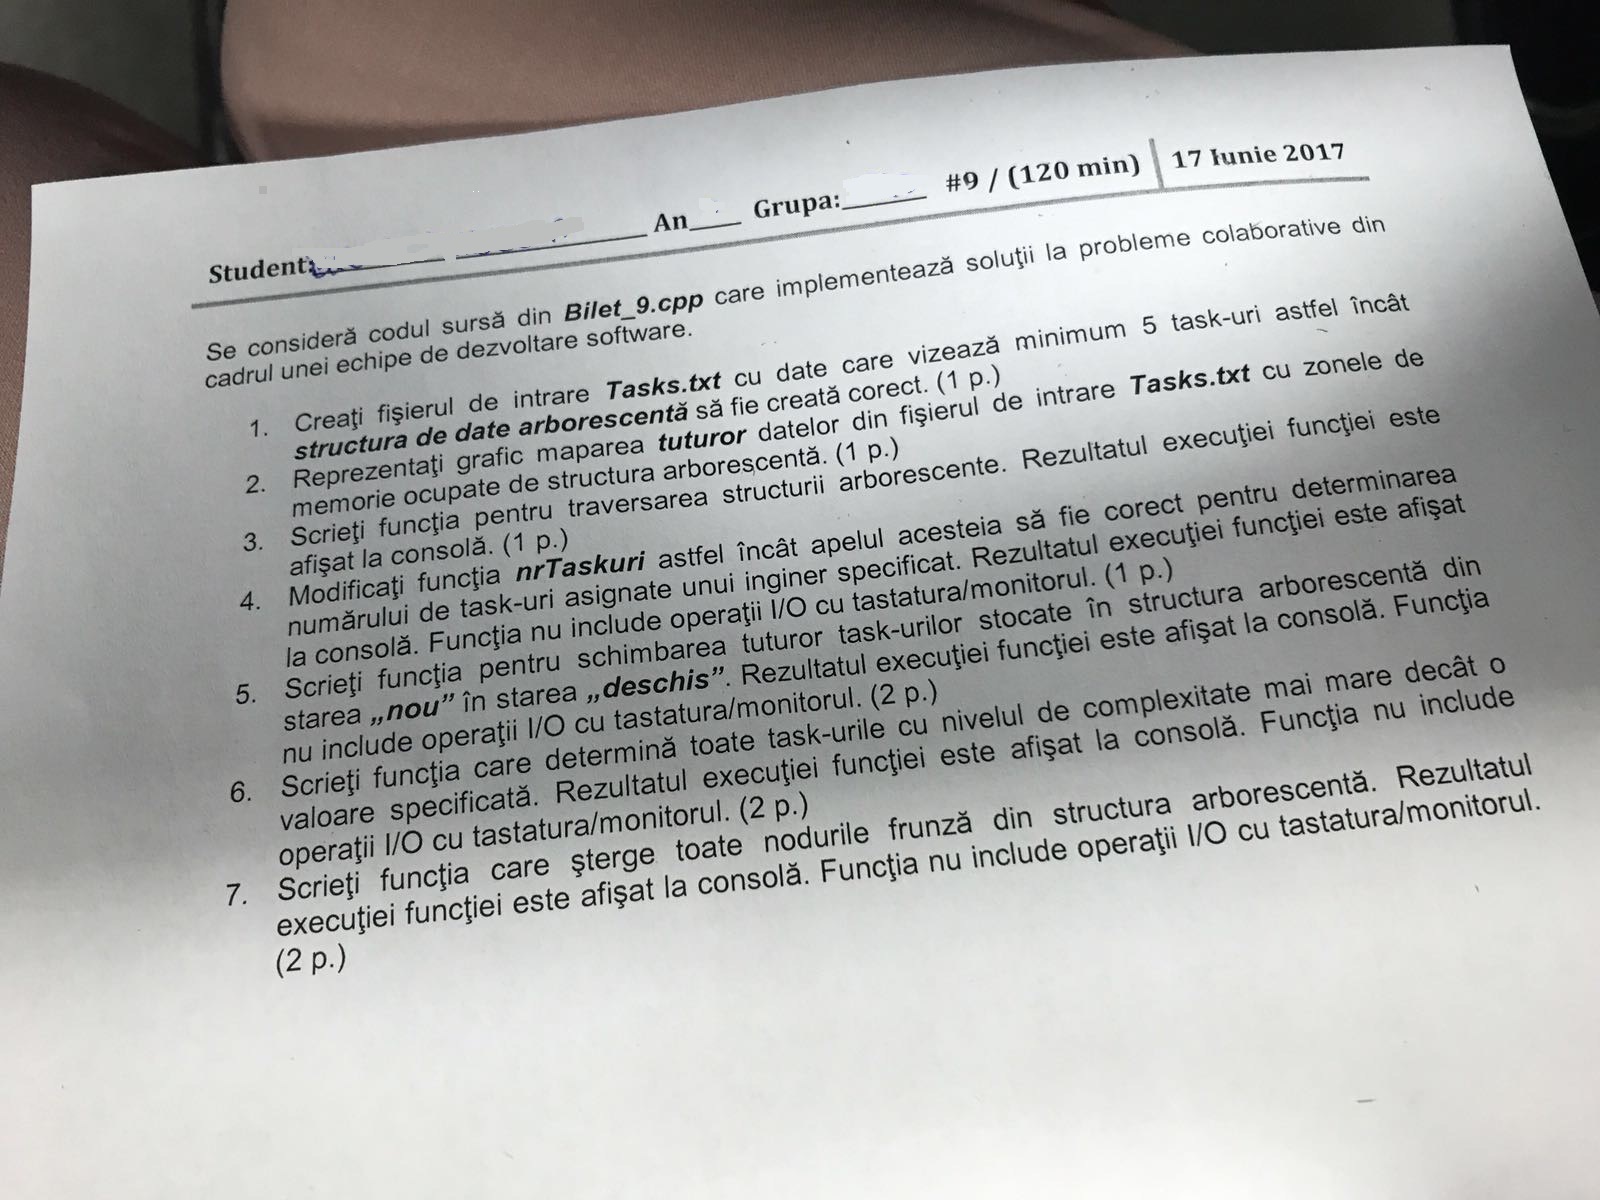 Student: An Grupa: #9 / (120 min) 17 Iunie 2017
Se consideră codul sursă din Bilet_9.cpp care implementează soluţii la probleme colaborative din
cadrul unei echipe de dezvoltare software.
1. Creaţi fişierul de intrare Tasks.txt cu date care vizează minimum 5 task-uri astfel încât
structura de date arborescentă să fie creată corect. (1 p.)
2. Reprezentaţi grafic maparea tuturor datelor din fişierul de intrare Tasks.txt cu zonele de
memorie ocupate de structura arborescentă. (1 p.)
3. Scrieţi funcţia pentru traversarea structurii arborescente. Rezultatul execuţiei funcţiei este
afişat la consolă. (1 p.)
4. Modificaţi funcţia nrTaskuri astfel încât apelul acesteia să fie corect pentru determinarea
numărului de task-uri asignate unui inginer specificat. Rezultatul execuţiei funcţiei este afişat
la consolă. Funcţia nu include operaţii I/O cu tastatura/monitorul. (1 p.)
5. Scrieţi funcţia pentru schimbarea tuturor task-urilor stocate în structura arborescentă din
starea „nou” în starea „deschis”. Rezultatul execuţiei funcţiei este afişat la consolă. Funcţia
nu include operaţii I/O cu tastatura/monitorul. (2 p.)
6. Scrieţi funcţia care determină toate task-urile cu nivelul de complexitate mai mare decât o
valoare specificată. Rezultatul execuţiei funcţiei este afişat la consolă. Funcţia nu include
operaţii I/O cu tastatura/monitorul. (2 p.)
7. Scrieţi funcţia care şterge toate nodurile frunză din structura arborescentă. Rezultatul
execuţiei funcţiei este afişat la consolă. Funcţia nu include operaţii I/O cu tastatura/monitorul.
(2 p.)